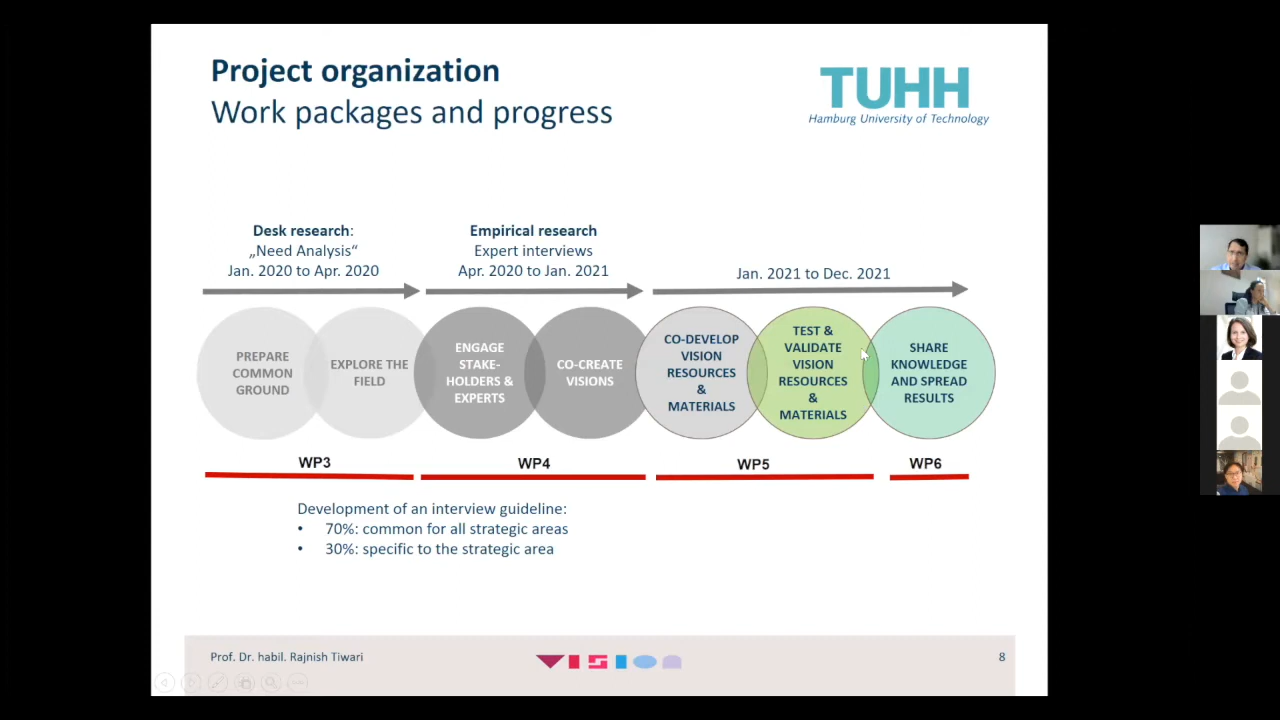 Project organization
Work packages and progress
TUHH
Hamburg University of Technology
Desk research:
„Need Analysis“
Jan. 2020 to Apr. 2020
Empirical research
Expert interviews
Apr. 2020 to Jan. 2021
Jan. 2021 to Dec. 2021
PREPARE
COMMON
GROUND
EXPLORE THE
FIELD
ENGAGE
STAKE-
HOLDERS &
EXPERTS
CO-CREATE
VISIONS
CO-DEVELOP
VISION
RESOURCES
&
MATERIALS
TEST &
VALIDATE
VISION
RESOURCES
&
MATERIALS
SHARE
KNOWLEDGE
AND SPREAD
RESULTS
WP3
WP4
WP5
WP6
Development of an interview guideline:
• 70%: common for all strategic areas
• 30%: specific to the strategic area
Prof. Dr. habil. Rajnish Tiwari
VISION
8